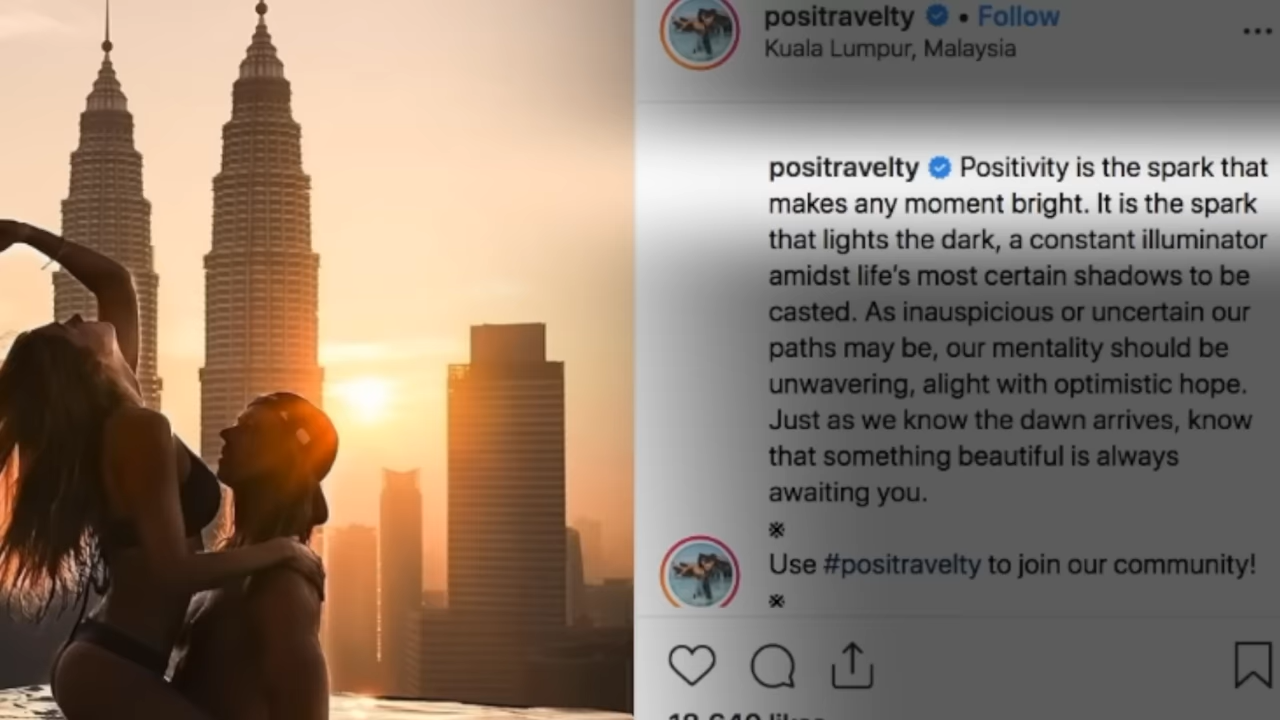 positravelty • Follow
Kuala Lumpur, Malaysia
positravelty Positivity is the spark that
makes any moment bright. It is the spark
that lights the dark, a constant illuminator
amidst life's most certain shadows to be
casted. As inauspicious or uncertain our
paths may be, our mentality should be
unwavering, alight with optimistic hope.
Just as we know the dawn arrives, know
that something beautiful is always
awaiting you.
※
Use #positravelty to join our community!
※
likes